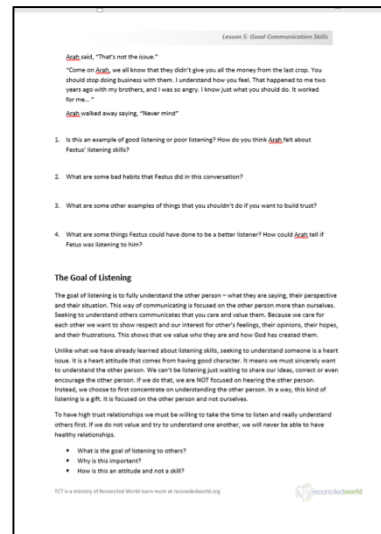 Lesson 5: Good Communication Skills
Arah said, "That's not the issue."
"Come on Arah, we all know that they didn't give you all the money from the last crop. You
should stop doing business with them. I understand how you feel. That happened to me two
years ago with my brothers, and I was so angry. I know just what you should do. It worked
for me... "
Arah walked away saying, "Never mind"
1. Is this an example of good listening or poor listening? How do you think Arah felt about
Festus' listening skills?
2. What are some bad habits that Festus did in this conversation?
3. What are some other examples of things that you shouldn't do if you want to build trust?
4. What are some things Festus could have done to be a better listener? How could Arah tell if
Fetus was listening to him?
The Goal of Listening
The goal of listening is to fully understand the other person – what they are saying, their perspective
and their situation. This way of communicating is focused on the other person more than ourselves.
Seeking to understand others communicates that you care and value them. Because we care for
each other we want to show respect and our interest for other's feelings, their opinions, their hopes,
and their frustrations. This shows that we value who they are and how God has created them.
Unlike what we have already learned about listening skills, seeking to understand someone is a heart
issue. It is a heart attitude that comes from having good character. It means we must sincerely want
to understand the other person. We can't be listening just waiting to share our ideas, correct or even
encourage the other person. If we do that, we are NOT focused on hearing the other person.
Instead, we choose to first concentrate on understanding the other person. In a way, this kind of
listening is a gift. It is focused on the other person and not ourselves.
To have high trust relationships we must be willing to take the time to listen and really understand
others first. If we do not value and try to understand one another, we will never be able to have
healthy relationships.
• What is the goal of listening to others?
• Why is this important?
• How is this an attitude and not a skill?
TCT is a ministry of Reconciled World learn more at reconciledworld.org
reconciledworld